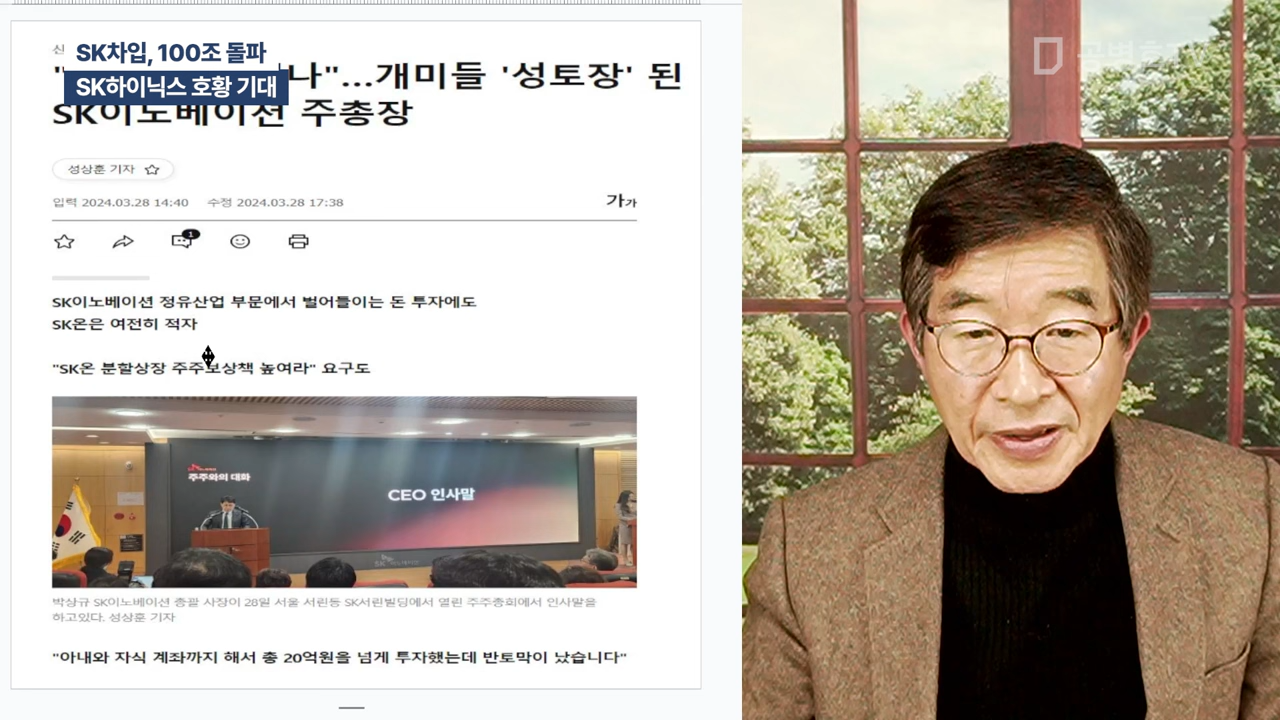 SK차입, 100조 돌파
SK하이닉스 호황 기대
신
나"...개미들 '성토장' 된
SK이노베이션 주총장
성상훈 기자
입력 2024.03.28 14:40 수정 2024.03.28 17:38
가가
1
SK이노베이션 정유산업 부문에서 벌어들이는 돈 투자에도
SK온은 여전히 적자
"SK온 분할상장 주주보상책 높여라" 요구도
주주와의 대화
CEO 인사말
박상규 SK이노베이션 총괄 사장이 28일 서울 서린동 SK서린빌딩에서 열린 주주총회에서 인사말을
하고있다. 성상훈 기자
"아내와 자식 계좌까지 해서 총 20억원을 넘게 투자했는데 반토막이 났습니다"